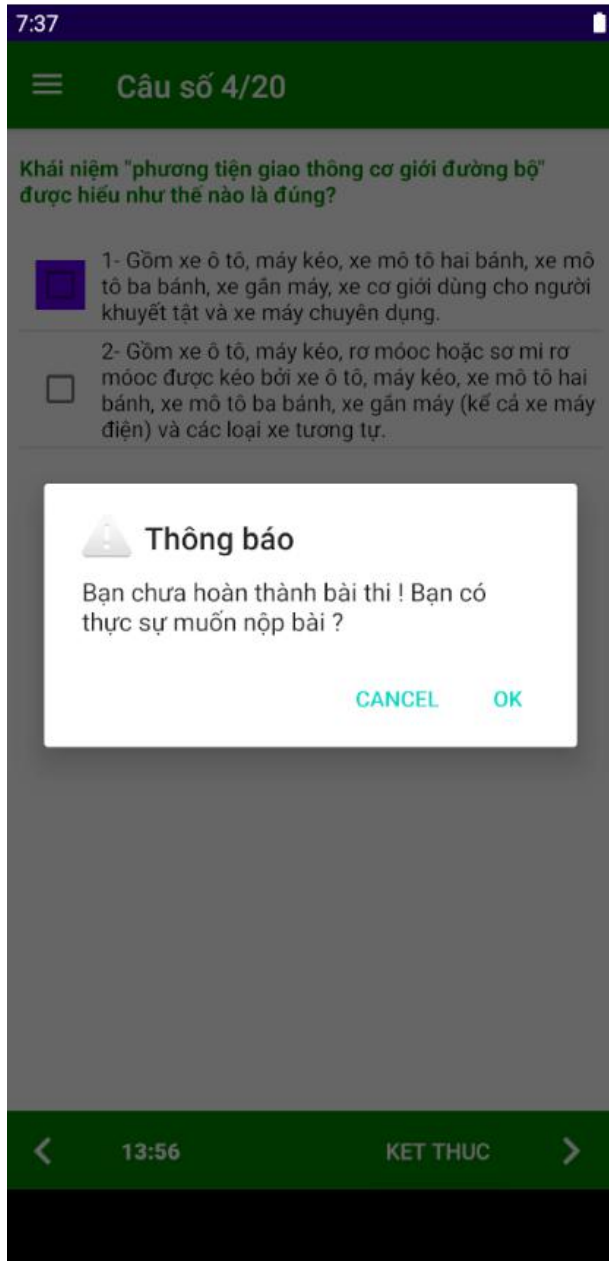 7:37
Câu số 4/20
Khái niệm "phương tiện giao thông cơ giới đường bộ"
được hiểu như thế nào là đúng?
1- Gồm xe ô tô, máy kéo, xe mô tô hai bánh, xe mô
tô ba bánh, xe gắn máy, xe cơ giới dùng cho người
khuyết tật và xe máy chuyên dụng.
2- Gồm xe ô tô, máy kéo, rơ móoc hoặc sơ mi rơ
móoc được kéo bởi xe ô tô, máy kéo, xe mô tô hai
bánh, xe mô tô ba bánh, xe gắn máy (kể cả xe máy
điện) và các loại xe tương tự.
Thông báo
Bạn chưa hoàn thành bài thi ! Bạn có
thực sự muốn nộp bài ?
CANCEL OK
13:56 KET THUC